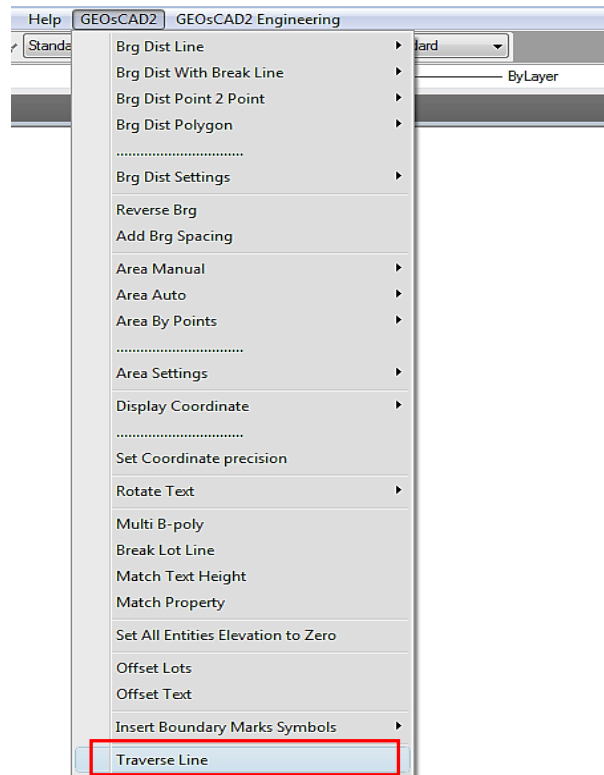 Help GEOsCAD2 GEOsCAD2 Engineering
Standa dard
ByLayer
Brg Dist Line
Brg Dist With Break Line
Brg Dist Point 2 Point
Brg Dist Polygon
................................
Brg Dist Settings
Reverse Brg
Add Brg Spacing
Area Manual
Area Auto
Area By Points
................................
Area Settings
Display Coordinate
................................
Set Coordinate precision
Rotate Text
Multi B-poly
Break Lot Line
Match Text Height
Match Property
Set All Entities Elevation to Zero
Offset Lots
Offset Text
Insert Boundary Marks Symbols
Traverse Line